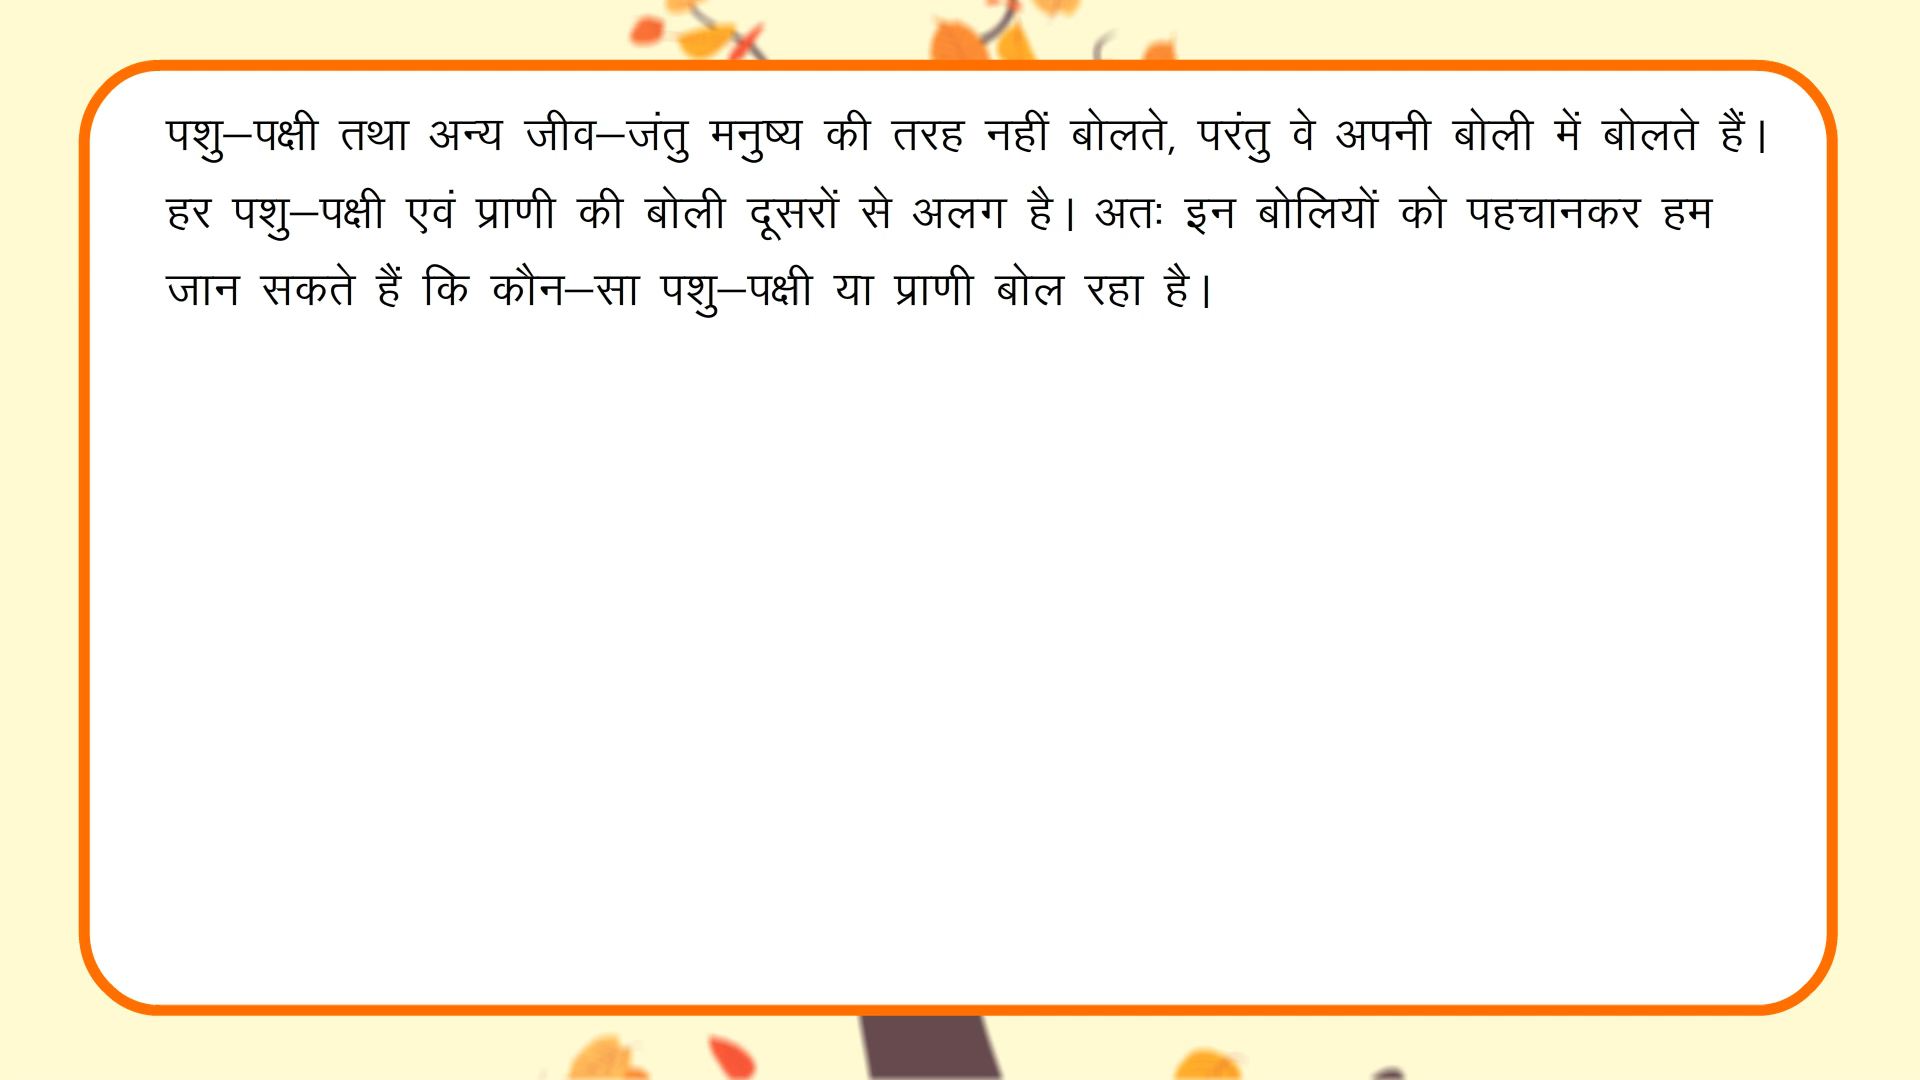 पशु–पक्षी तथा अन्य जीव–जंतु मनुष्य की तरह नहीं बोलते, परंतु वे अपनी बोली में बोलते हैं।
हर पशु–पक्षी एवं प्राणी की बोली दूसरों से अलग है। अतः इन बोलियों को पहचानकर हम
जान सकते हैं कि कौन–सा पशु–पक्षी या प्राणी बोल रहा है।